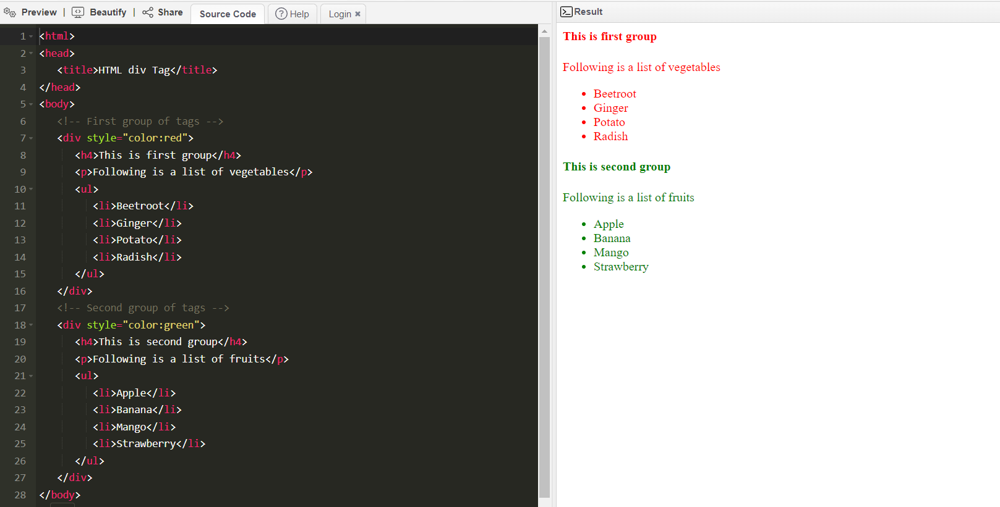 Preview | Beautify | Share Source Code Help Login ×
Result
1 <html>
2 <head>
3 <title>HTML div Tag</title>
4 </head>
5 <body>
6 <!-- First group of tags -->
7 <div style="color:red">
8 <h4>This is first group</h4>
9 <p>Following is a list of vegetables</p>
10 <ul>
11 <li>Beetroot</li>
12 <li>Ginger</li>
13 <li>Potato</li>
14 <li>Radish</li>
15 </ul>
16 </div>
17 <!-- Second group of tags -->
18 <div style="color:green">
19 <h4>This is second group</h4>
20 <p>Following is a list of fruits</p>
21 <ul>
22 <li>Apple</li>
23 <li>Banana</li>
24 <li>Mango</li>
25 <li>Strawberry</li>
26 </ul>
27 </div>
28 </body>
This is first group
Following is a list of vegetables
• Beetroot
• Ginger
• Potato
• Radish
This is second group
Following is a list of fruits
• Apple
• Banana
• Mango
• Strawberry